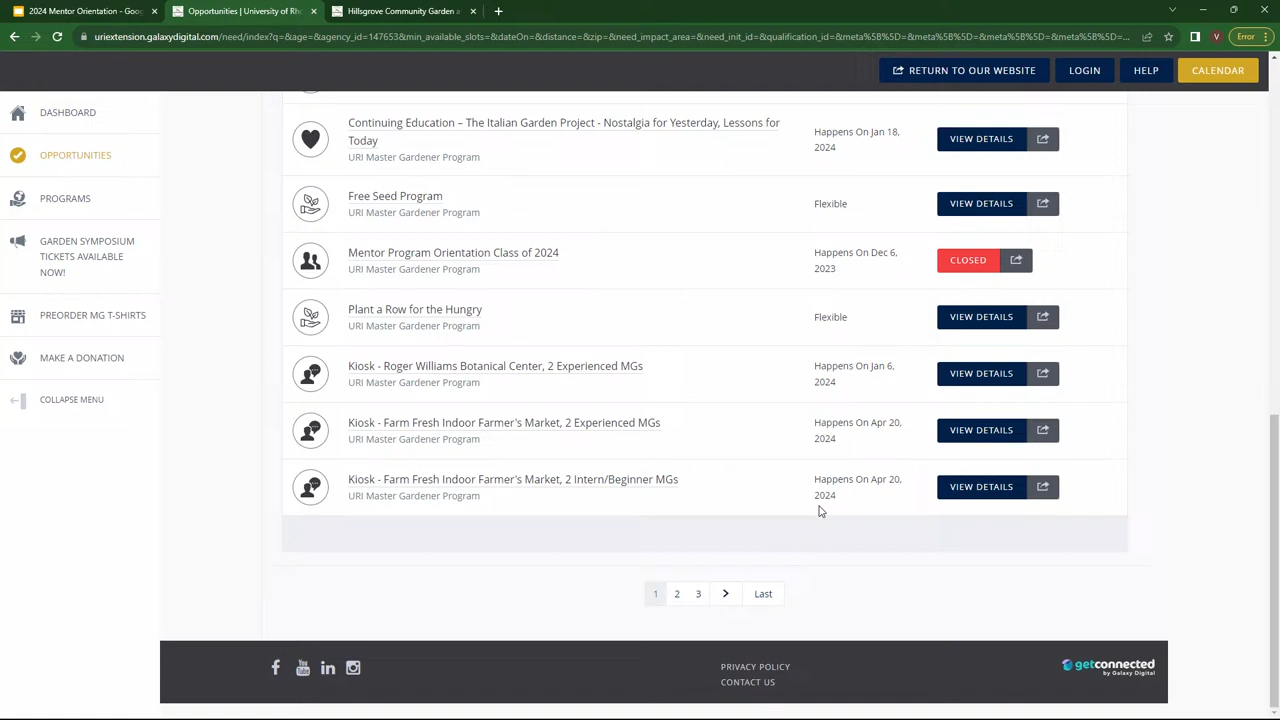 2024 Mentor Orientation - Goog
Opportunities | University of Rho
Hillsgrove Community Garden a
uriextension.galaxydigital.com/need/index?q=&age=&agency_id=147653&min_available_slots=&dateOn=&distance=&zip=&need_impact_area=&need_init_id=&qualification_id=&meta%5B%5D=&meta%5B%5D=&meta%5B%5D=&meta%5B%5D=...
V
Error
RETURN TO OUR WEBSITE
LOGIN
HELP
CALENDAR
DASHBOARD
OPPORTUNITIES
PROGRAMS
GARDEN SYMPOSIUM
TICKETS AVAILABLE
NOW!
PREORDER MG T-SHIRTS
MAKE A DONATION
COLLAPSE MENU
Continuing Education – The Italian Garden Project - Nostalgia for Yesterday, Lessons for
Today
URI Master Gardener Program
Happens On Jan 18,
2024
VIEW DETAILS
Free Seed Program
URI Master Gardener Program
Flexible
VIEW DETAILS
Mentor Program Orientation Class of 2024
URI Master Gardener Program
Happens On Dec 6,
2023
CLOSED
Plant a Row for the Hungry
URI Master Gardener Program
Flexible
VIEW DETAILS
Kiosk - Roger Williams Botanical Center, 2 Experienced MGs
URI Master Gardener Program
Happens On Jan 6,
2024
VIEW DETAILS
Kiosk - Farm Fresh Indoor Farmer's Market, 2 Experienced MGs
URI Master Gardener Program
Happens On Apr 20,
2024
VIEW DETAILS
Kiosk - Farm Fresh Indoor Farmer's Market, 2 Intern/Beginner MGs
URI Master Gardener Program
Happens On Apr 20,
2024
VIEW DETAILS
1 2 3 > Last
PRIVACY POLICY
CONTACT US
getconnected
by Galaxy Digital